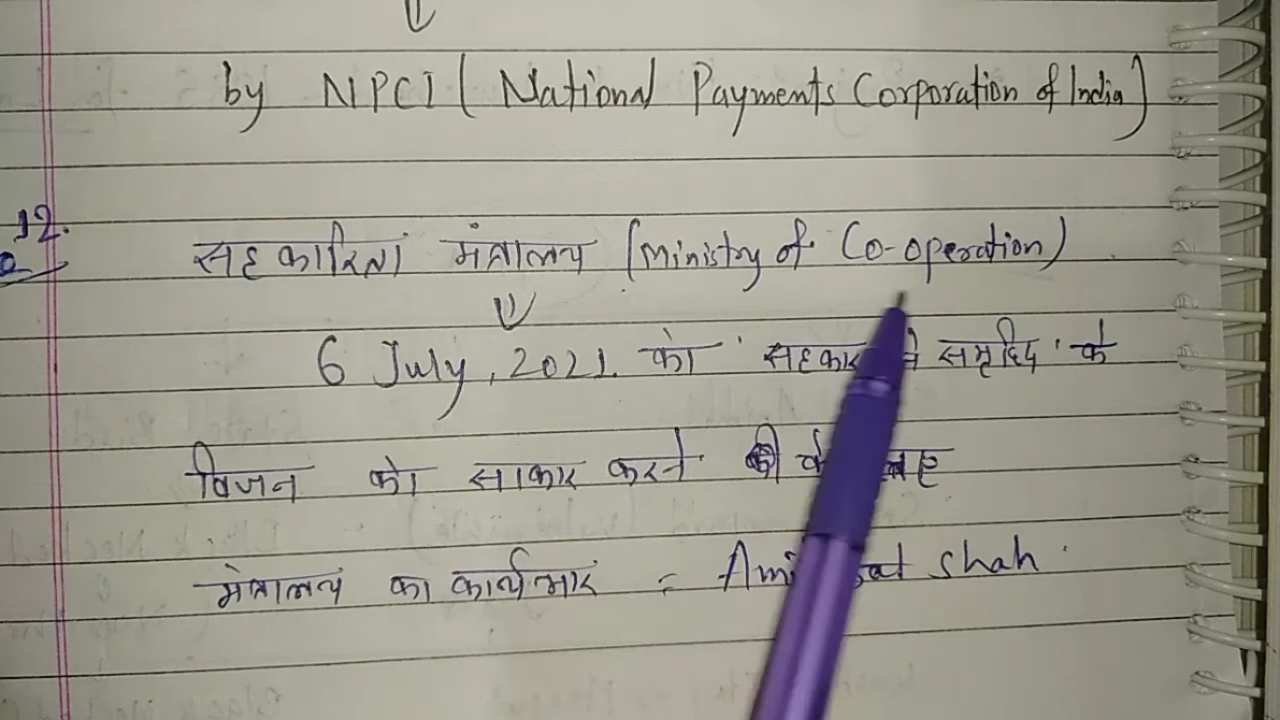 by NPCI ( National Payments Corporation of India)
12.
सहकारिता मंत्रालय (Ministry of Co-operation)
6 July, 2021. को 'सहकार से समृद्धि' के
विजन को साकार करने की
मंत्रालय का कार्यभार = Shah